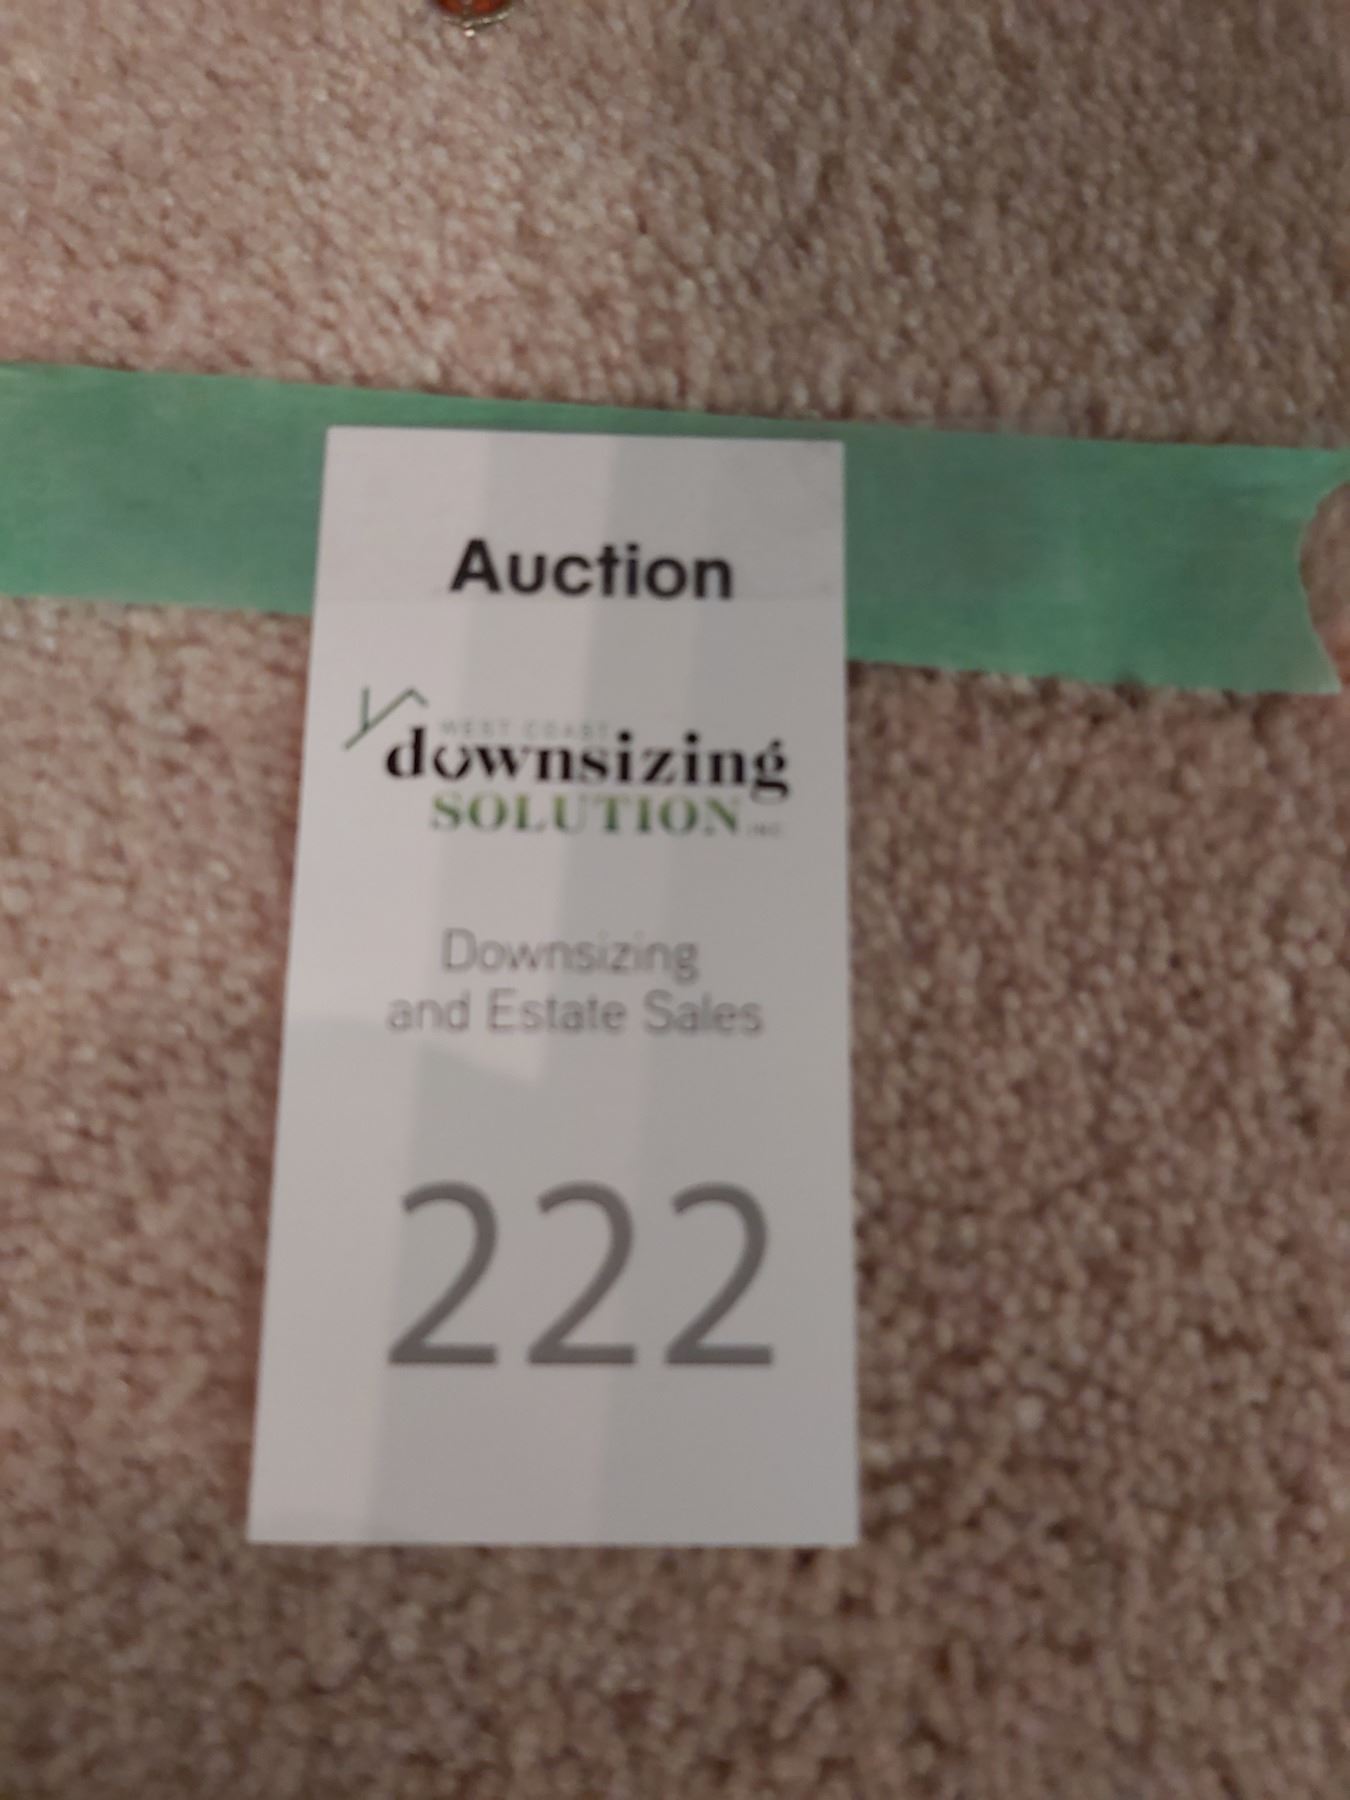 Auction
WEST COAST
downsizing
SOLUTION INC
Downsizing
and Estate Sales
222